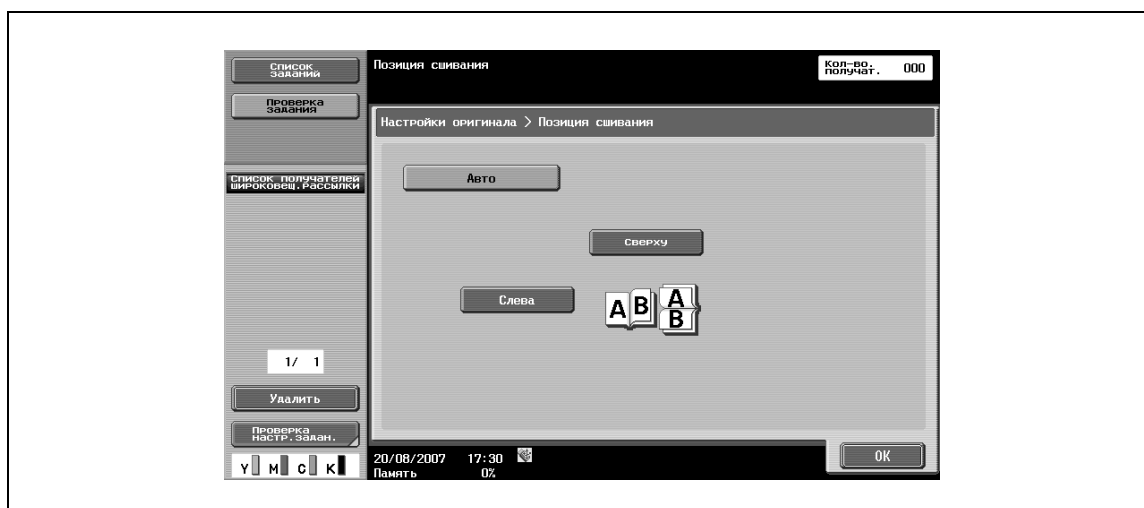 Список
заданий
Позиция сшивания
Кол-во.
получат. 000
Проверка
задания
Настройки оригинала > Позиция сшивания
Список получателей
широковещ.рассылки
Авто
Сверху
Слева
A B A
B
1/ 1
Удалить
Проверка
настр.задан.
Y M C K
20/08/2007 17:30
Память 0%
OK